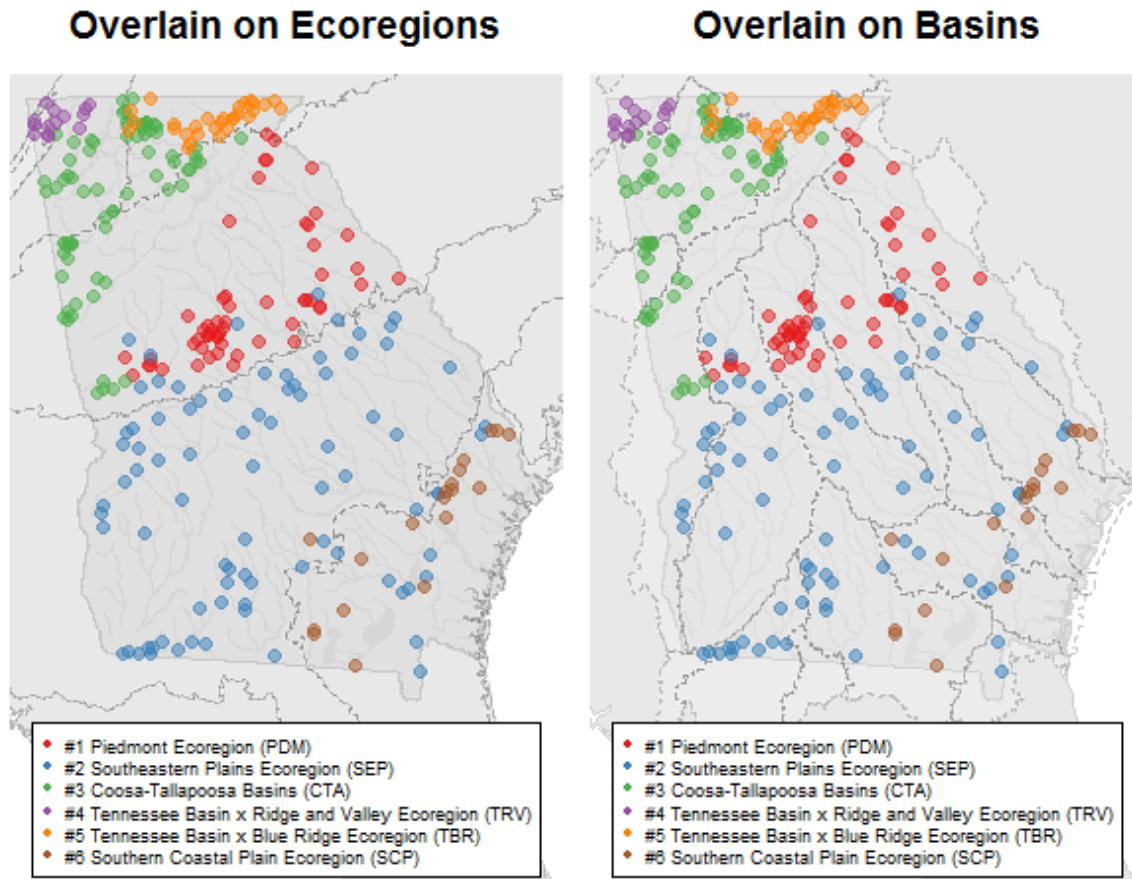 Overlain on Ecoregions
Overlain on Basins
#1 Piedmont Ecoregion (PDM)
#2 Southeastern Plains Ecoregion (SEP)
#3 Coosa-Tallapoosa Basins (CTA)
#4 Tennessee Basin x Ridge and Valley Ecoregion (TRV)
#5 Tennessee Basin x Blue Ridge Ecoregion (TBR)
#6 Southern Coastal Plain Ecoregion (SCP)
#1 Piedmont Ecoregion (PDM)
#2 Southeastern Plains Ecoregion (SEP)
#3 Coosa-Tallapoosa Basins (CTA)
#4 Tennessee Basin x Ridge and Valley Ecoregion (TRV)
#5 Tennessee Basin x Blue Ridge Ecoregion (TBR)
#6 Southern Coastal Plain Ecoregion (SCP)